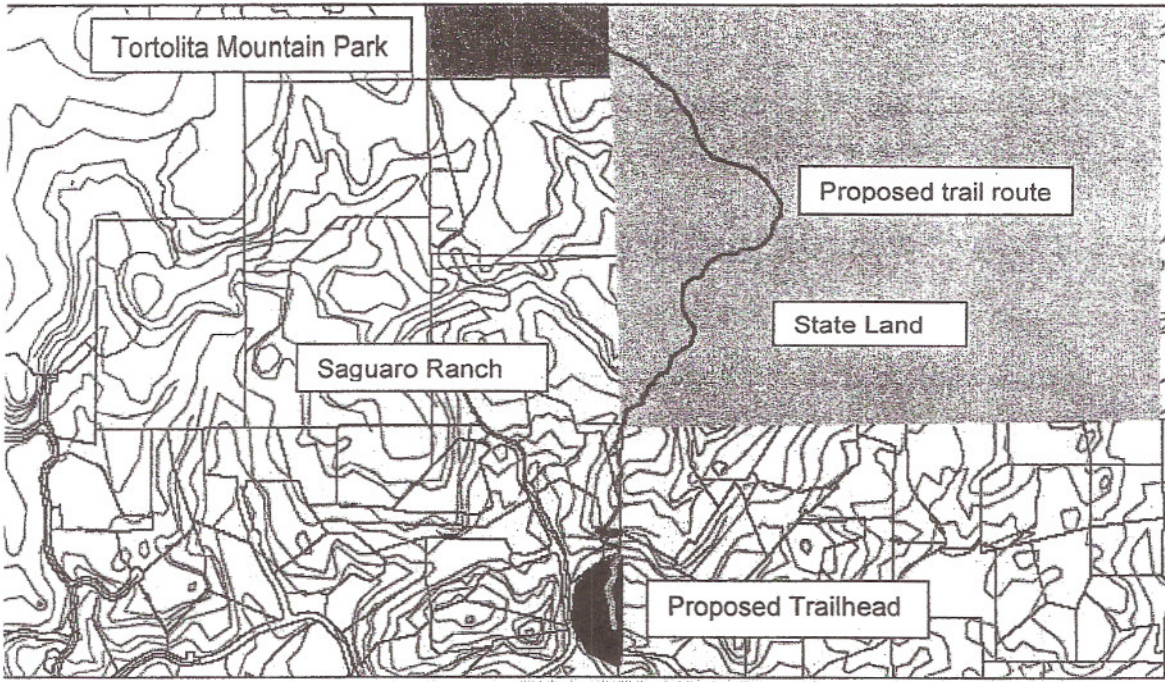 Tortolita Mountain Park
Proposed trail route
State Land
Saguaro Ranch
Proposed Trailhead